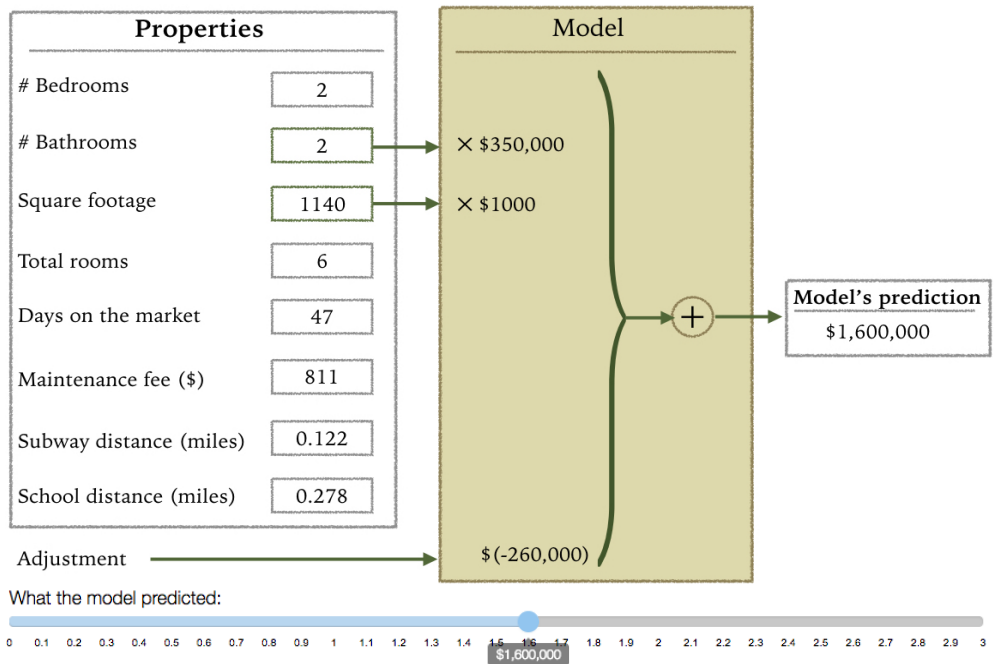 Properties
# Bedrooms 2
# Bathrooms 2
Square footage 1140
Total rooms 6
Days on the market 47
Maintenance fee ($) 811
Subway distance (miles) 0.122
School distance (miles) 0.278
Adjustment
Model
× $350,000
× $1000
+
$(-260,000)
Model's prediction
$1,600,000
What the model predicted:
0 0.1 0.2 0.3 0.4 0.5 0.6 0.7 0.8 0.9 1 1.1 1.2 1.3 1.4 1.5 1.6 1.7 1.8 1.9 2 2.1 2.2 2.3 2.4 2.5 2.6 2.7 2.8 2.9 3
$1,600,000